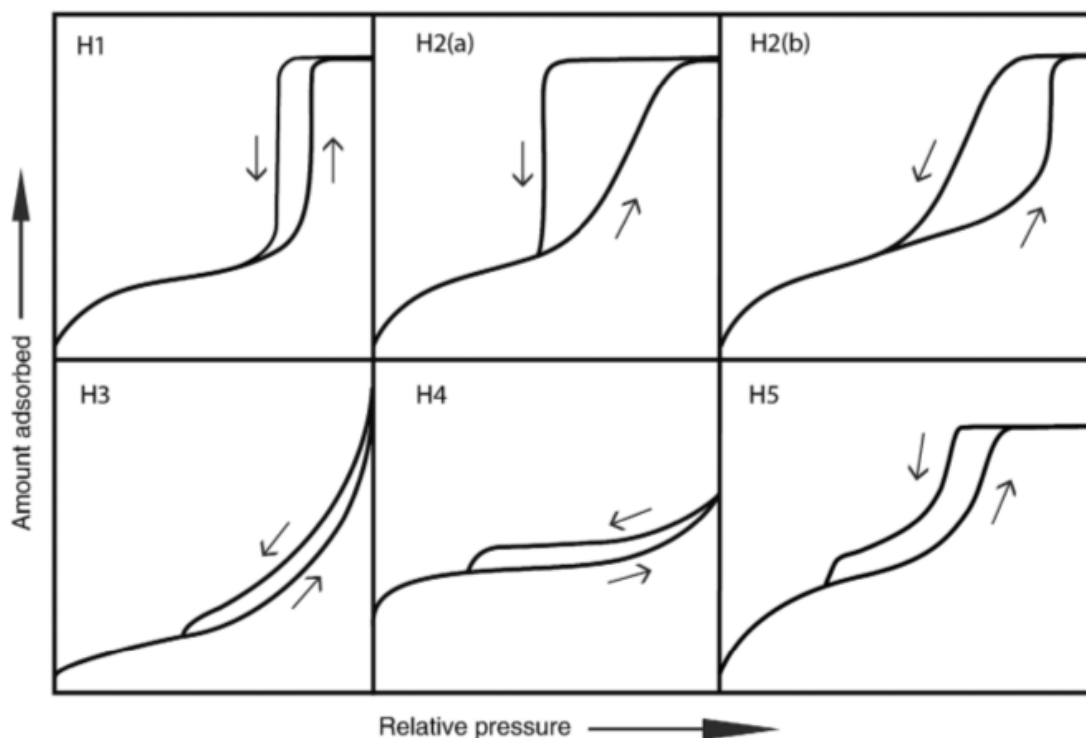 H1
H2(a)
H2(b)
H3
H4
H5
Amount adsorbed
Relative pressure